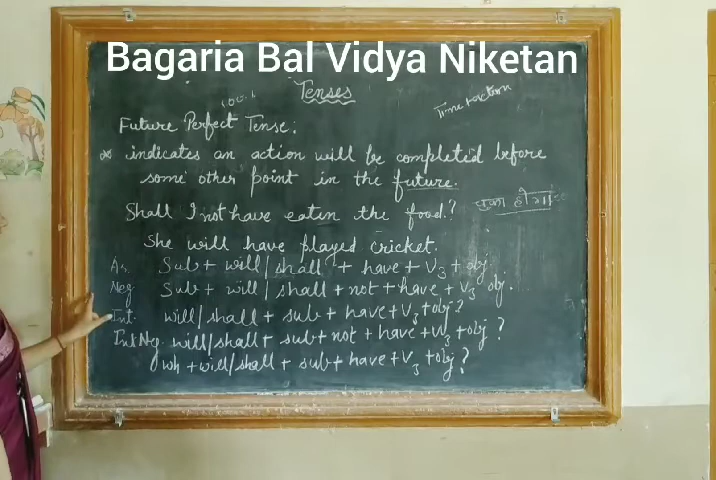 Bagaria Bal Vidya Niketan
Tenses
Time + action
Future Perfect Tense:
* indicates an action will be completed before
some other point in the future.
Shall I not have eaten the food? चुका होगा
She will have played cricket.
As. Sub + will/shall + have + V3 + obj.
Neg. Sub + will/shall + not + have + V3 obj.
Int. will/shall + sub + have + V3 + obj?
Int Neg. will/shall + sub + not + have + V3 + obj?
wh + will/shall + sub + have + V3 + obj?